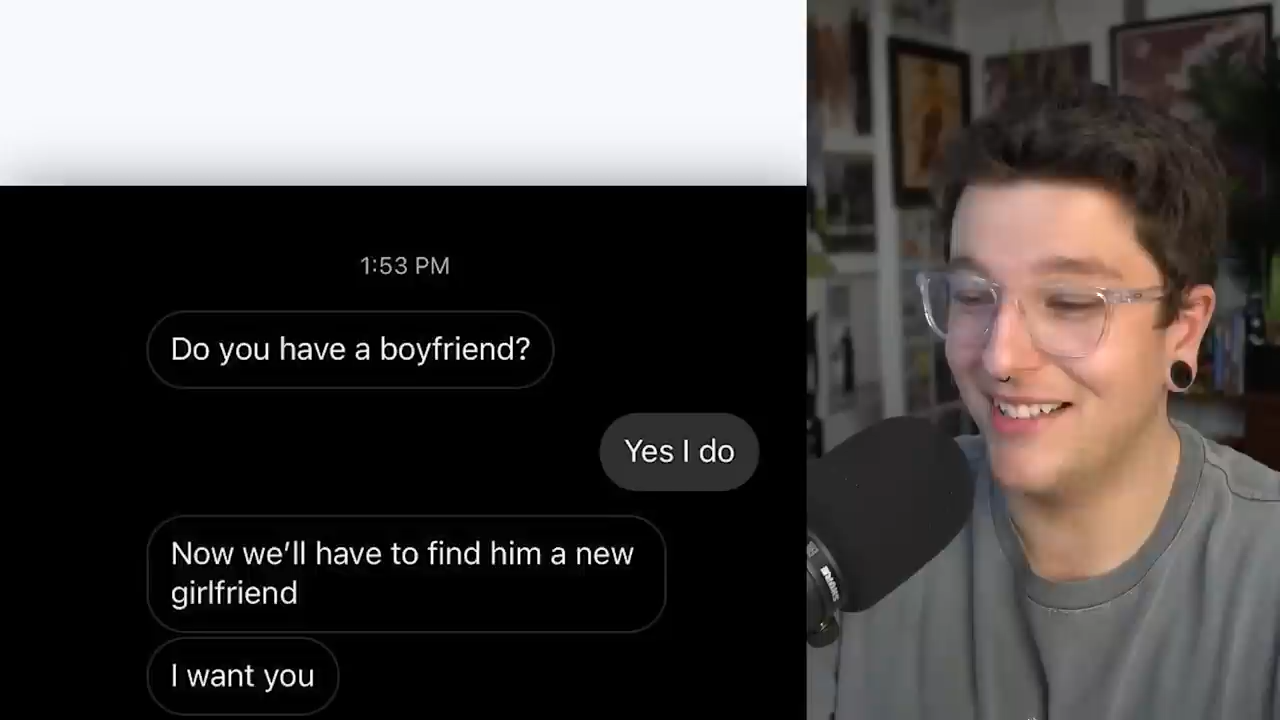 1:53 PM
Do you have a boyfriend?
Yes I do
Now we’ll have to find him a new
girlfriend
I want you
SHURE